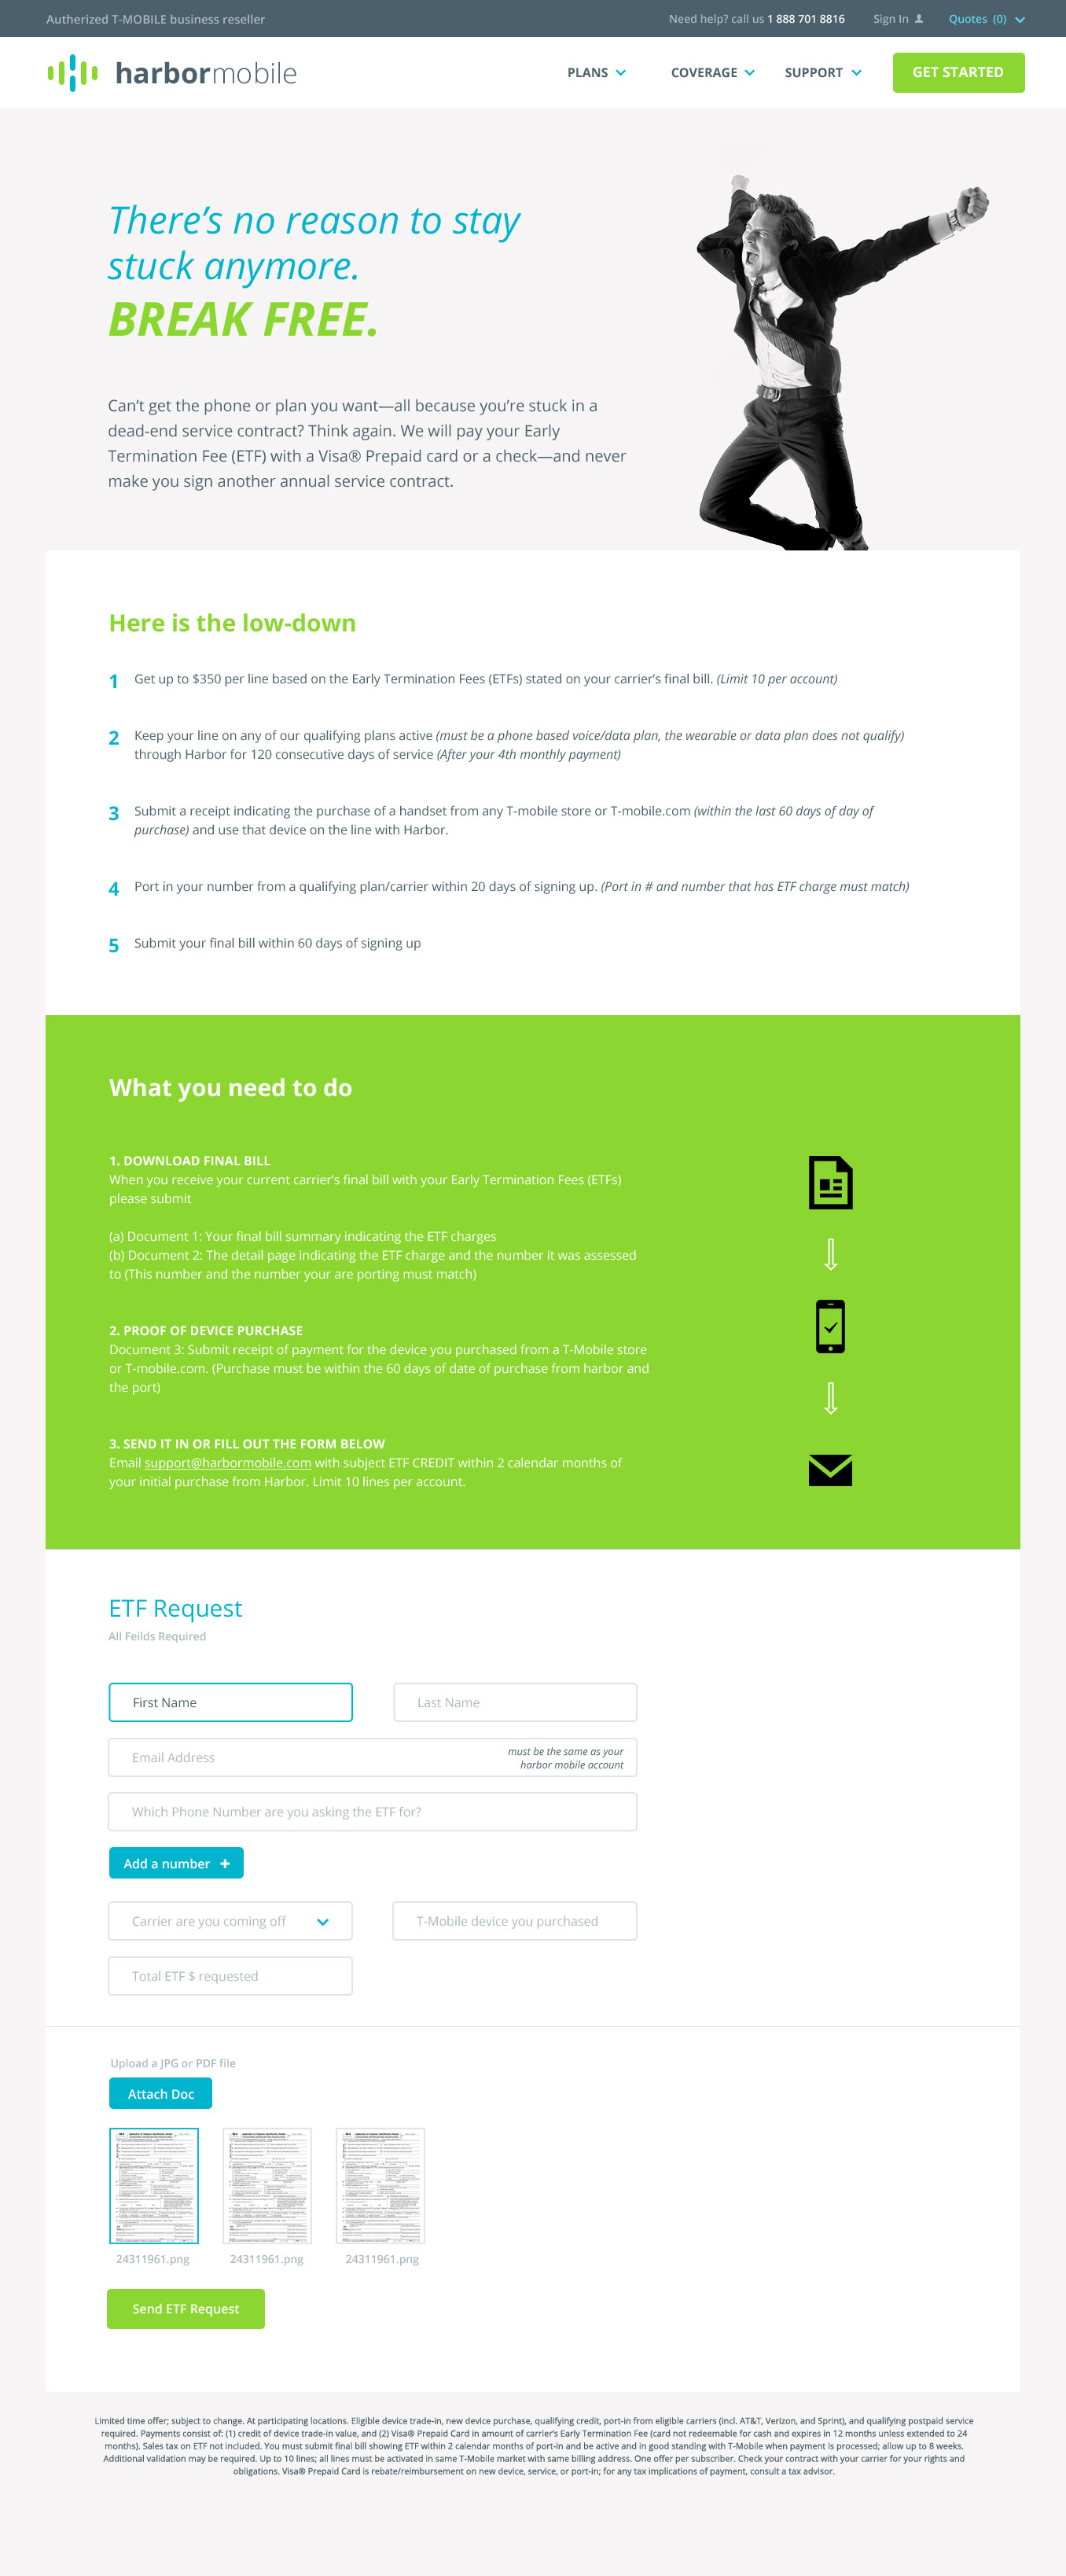 Autherized T-MOBILE business reseller
Need help? call us 1 888 701 8816
Sign In
Quotes (0)
harbormobile
PLANS
COVERAGE
SUPPORT
GET STARTED
There's no reason to stay
stuck anymore.
BREAK FREE.
Can't get the phone or plan you want—all because you're stuck in a
dead-end service contract? Think again. We will pay your Early
Termination Fee (ETF) with a Visa® Prepaid card or a check—and never
make you sign another annual service contract.
Here is the low-down
1 Get up to $350 per line based on the Early Termination Fees (ETFs) stated on your carrier's final bill. (Limit 10 per account)
2 Keep your line on any of our qualifying plans active (must be a phone based voice/data plan, the wearable or data plan does not qualify)
through Harbor for 120 consecutive days of service (After your 4th monthly payment)
3 Submit a receipt indicating the purchase of a handset from any T-mobile store or T-mobile.com (within the last 60 days of day of
purchase) and use that device on the line with Harbor.
4 Port in your number from a qualifying plan/carrier within 20 days of signing up. (Port in # and number that has ETF charge must match)
5 Submit your final bill within 60 days of signing up
What you need to do
1. DOWNLOAD FINAL BILL
When you receive your current carrier's final bill with your Early Termination Fees (ETFs)
please submit
(a) Document 1: Your final bill summary indicating the ETF charges
(b) Document 2: The detail page indicating the ETF charge and the number it was assessed
to (This number and the number your are porting must match)
2. PROOF OF DEVICE PURCHASE
Document 3: Submit receipt of payment for the device you purchased from a T-Mobile store
or T-mobile.com. (Purchase must be within the 60 days of date of purchase from harbor and
the port)
3. SEND IT IN OR FILL OUT THE FORM BELOW
Email support@harbormobile.com with subject ETF CREDIT within 2 calendar months of
your initial purchase from Harbor. Limit 10 lines per account.
ETF Request
All Feilds Required
First Name
Last Name
Email Address
must be the same as your
harbor mobile account
Which Phone Number are you asking the ETF for?
Add a number
Carrier are you coming off
T-Mobile device you purchased
Total ETF $ requested
Upload a JPG or PDF file
Attach Doc
24311961.png
24311961.png
24311961.png
Send ETF Request
Limited time offer; subject to change. At participating locations. Eligible device trade-in, new device purchase, qualifying credit, port-in from eligible carriers (incl. AT&T, Verizon, and Sprint), and qualifying postpaid service
required. Payments consist of: (1) credit of device trade-in value, and (2) Visa® Prepaid Card in amount of carrier's Early Termination Fee (card not redeemable for cash and expires in 12 months unless extended to 24
months). Sales tax on ETF not included. You must submit final bill showing ETF within 2 calendar months of port-in and be active and in good standing with T-Mobile when payment is processed; allow up to 8 weeks.
Additional validation may be required. Up to 10 lines; all lines must be activated in same T-Mobile market with same billing address. One offer per subscriber. Check your contract with your carrier for your rights and
obligations. Visa® Prepaid Card is rebate/reimbursement on new device, service, or port-in; for any tax implications of payment, consult a tax advisor.